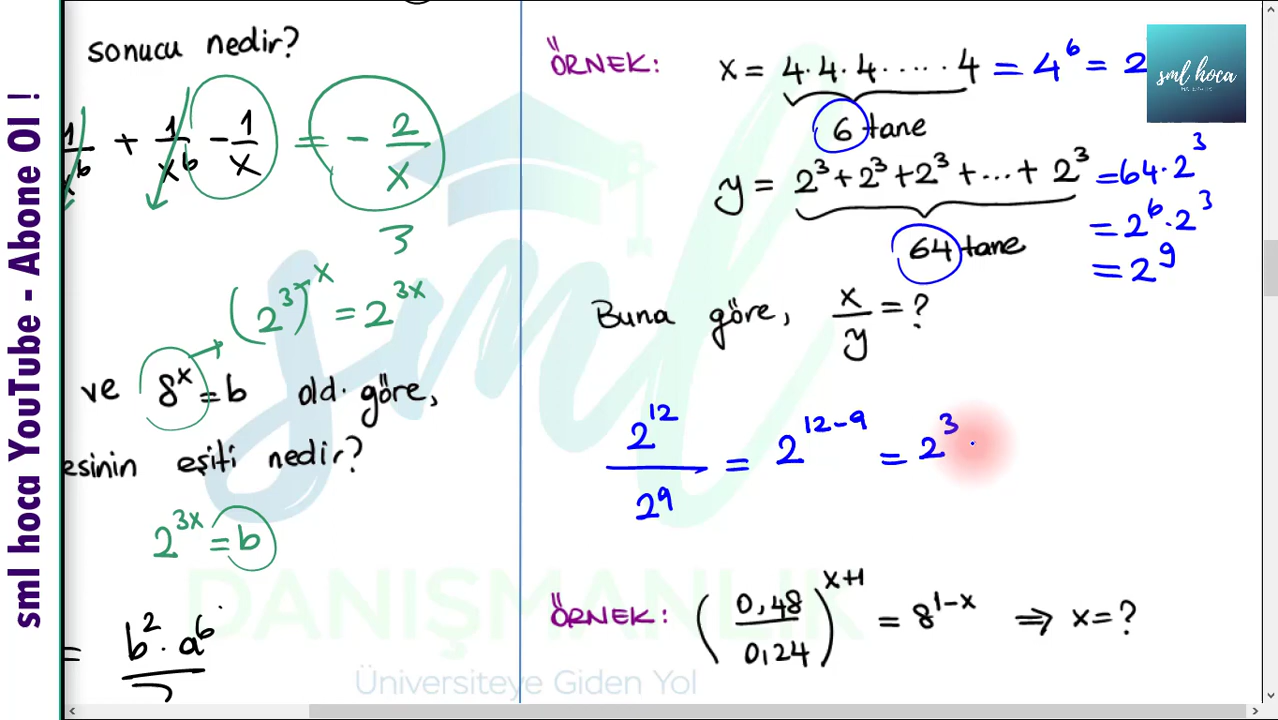 sml hoca YouTube - Abone Ol !
sonucu nedir?
+ 1/x⁶ - 1/x = - 2/x
3
(2³)ˣ = 2³ˣ
ve 8ˣ = b old. göre,
esinin eşiti nedir?
2³ˣ = b
= b² · a⁶
ÖRNEK: x = 4·4·4·.....4 = 4⁶ = 2
6 tane
sml hoca
y = 2³+2³+2³+...+2³ = 64·2³
= 2⁶·2³
64 tane
= 2⁹
Buna göre, x/y = ?
2¹²/2⁹ = 2¹²⁻⁹ = 2³
DANIŞMANLIK
ÖRNEK: (0,48/0,24)ˣ⁺¹ = 8¹⁻ˣ ⇒ x = ?
Üniversiteye Giden Yol